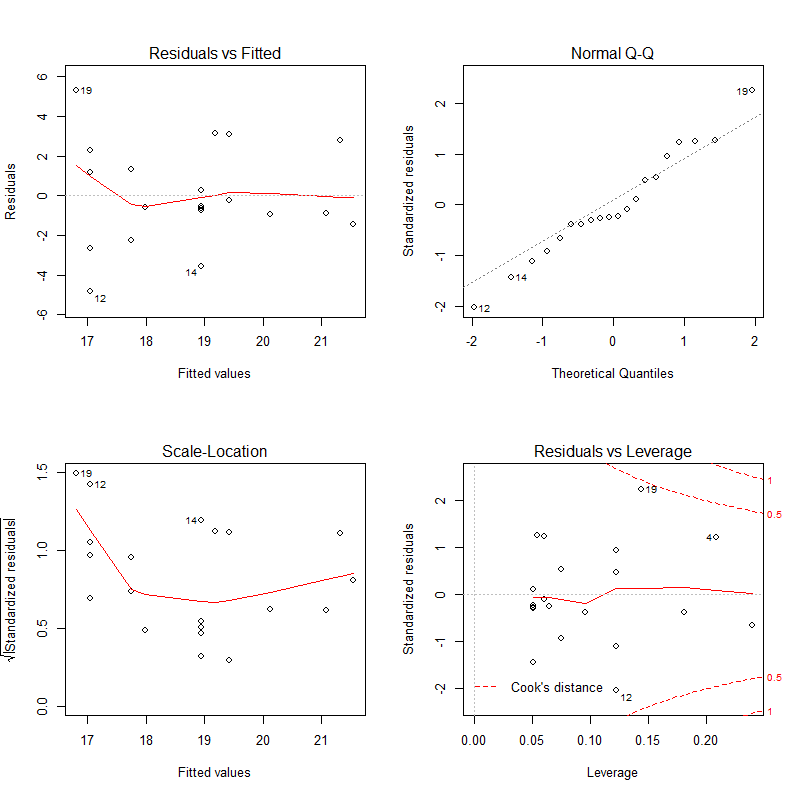 Residuals vs Fitted
6
4
2
0
-2
-4
-6
Residuals
19
12
14
17 18 19 20 21
Fitted values
Normal Q-Q
2
1
0
-1
-2
Standardized residuals
19
14
12
-2 -1 0 1 2
Theoretical Quantiles
Scale-Location
1.5
1.0
0.5
0.0
√|Standardized residuals|
19
12
14
17 18 19 20 21
Fitted values
Residuals vs Leverage
2
1
0
-1
-2
Standardized residuals
1
19
0.5
4
0.5
Cook's distance
12
1
0.00 0.05 0.10 0.15 0.20
Leverage